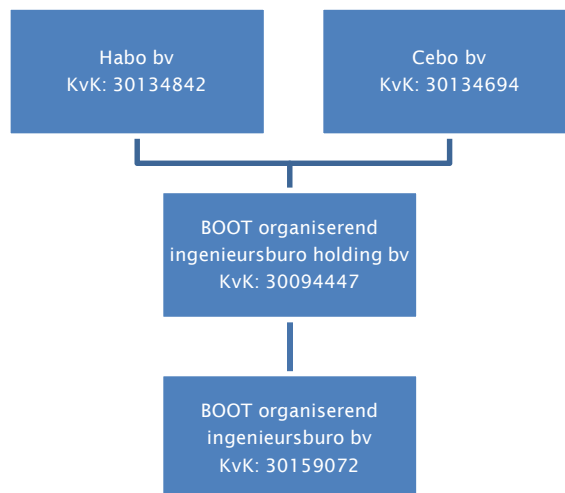 Habo bv
KvK: 30134842
Cebo bv
KvK: 30134694
BOOT organiserend
ingenieursburo holding bv
KvK: 30094447
BOOT organiserend
ingenieursburo bv
KvK: 30159072